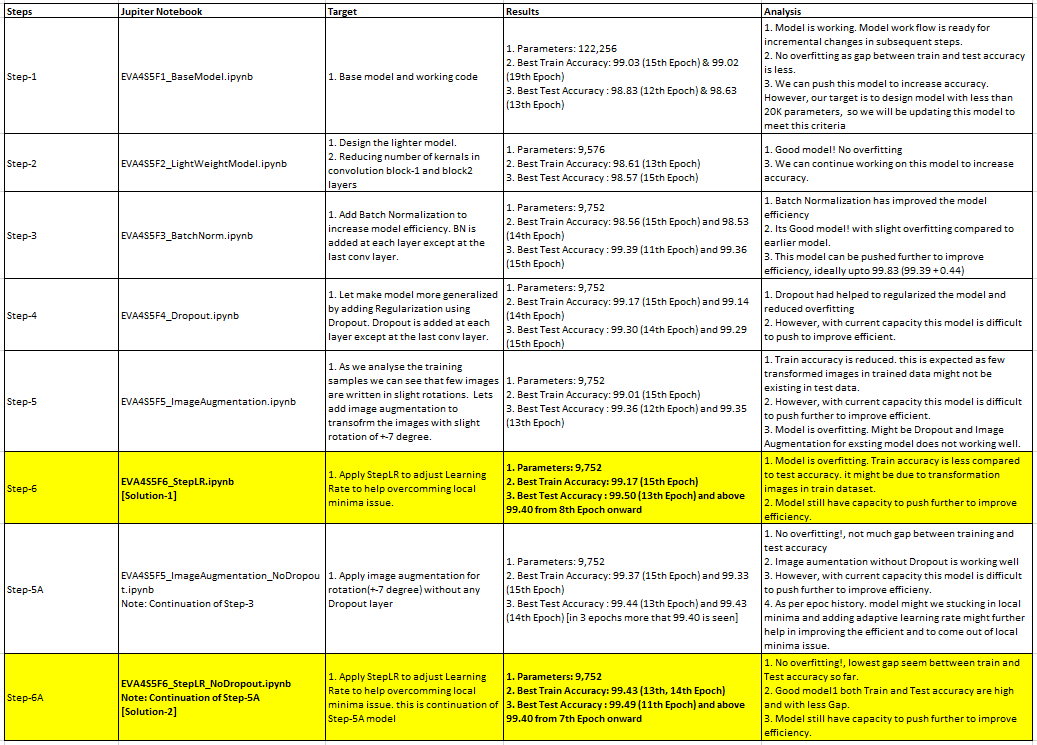 Steps
Jupiter Notebook
Target
Results
Analysis
Step-1
EVA4S5F1_BaseModel.ipynb
1. Base model and working code
1. Parameters: 122,256
2. Best Train Accuracy: 99.03 (15th Epoch) & 99.02
(19th Epoch)
3. Best Test Accuracy : 98.83 (12th Epoch) & 98.63
(13th Epoch)
1. Model is working. Model work flow is ready for
incremental changes in subsequent steps.
2. No overfitting as gap between train and test accuracy
is less.
3. We can push this model to increase accuracy.
However, our target is to design model with less than
20K parameters,  so we will be updating this model to
meet this criteria
Step-2
EVA4S5F2_LightWeightModel.ipynb
1. Design the lighter model.
2. Reducing number of kernals in
convolution block-1 and block2
layers
1. Parameters: 9,576
2. Best Train Accuracy: 98.61 (13th Epoch)
3. Best Test Accuracy : 98.57 (15th Epoch)
1. Good model! No overfitting
3. We can continue working on this model to increase
accuracy.
Step-3
EVA4S5F3_BatchNorm.ipynb
1. Add Batch Normalization to
increase model efficiency. BN is
added at each layer except at the
last conv layer.
1. Parameters: 9,752
2. Best Train Accuracy: 98.56 (15th Epoch) and 98.53
(14th Epoch)
3. Best Test Accuracy : 99.39 (11th Epoch) and 99.36
(15th Epoch)
1. Batch Normalization has improved the model
efficiency
2. Its Good model! with slight overfitting compared to
earlier model.
3. This model can be pushed further to improve
efficiency, ideally upto 99.83 (99.39 + 0.44)
Step-4
EVA4S5F4_Dropout.ipynb
1. Let make model more generalized
by adding Regularization using
Dropout. Dropout is added at each
layer except at the last conv layer.
1. Parameters: 9,752
2. Best Train Accuracy: 99.17 (15th Epoch) and 99.14
(14th Epoch)
3. Best Test Accuracy : 99.30 (14th Epoch) and 99.29
(15th Epoch)
1. Dropout had helped to regularized the model and
reduced overfitting
2. However, with current capacity this model is difficult
to push to improve efficient.
Step-5
EVA4S5F5_ImageAugmentation.ipynb
1. As we analyse the training
samples we can see that few images
are written in slight rotations.  Lets
add image augmentation to
transofrm the images with slight
rotation of +-7 degree.
1. Parameters: 9,752
2. Best Train Accuracy: 99.01 (15th Epoch)
3. Best Test Accuracy : 99.36 (12th Epoch) and 99.35
(13th Epoch)
1. Train accuracy is reduced. this is expected as few
transformed images in trained data might not be
existing in test data.
2. However, with current capacity this model is difficult
to push further to improve efficient.
3. Model is overfitting. Might be Dropout and Image
Augmentation for exsting model does not working well.
Step-6
EVA4S5F6_StepLR.ipynb
[Solution-1]
1. Apply StepLR to adjust Learning
Rate to help overcomming local
minima issue.
1. Parameters: 9,752
2. Best Train Accuracy: 99.17 (15th Epoch)
3. Best Test Accuracy : 99.50 (13th Epoch) and above
99.40 from 8th Epoch onward
1. Model is overfitting. Train accuracy is less compared
to test accuracy. it might be due to transformation
images in train dataset.
2. Model still have capacity to push further to improve
efficiency.
Step-5A
EVA4S5F5_ImageAugmentation_NoDropou
t.ipynb
Note: Continuation of Step-3
1. Apply image augmentation for
rotation(+-7 degree) without any
Dropout layer
1. Parameters: 9,752
2. Best Train Accuracy: 99.37 (15th Epoch) and 99.33
(15th Epoch)
3. Best Test Accuracy : 99.44 (13th Epoch) and 99.43
(14th Epoch) [in 3 epochs more that 99.40 is seen]
1. No overfitting!, not much gap between training and
test accuracy
2. Image aumentation without Dropout is working well
3. However, with current capacity this model is difficult
to push further to improve efficieny.
4. As per epoc history. model might we stucking in local
minima and adding adaptive learning rate might further
help in improving the efficient and to come out of local
minima issue.
Step-6A
EVA4S5F6_StepLR_NoDropout.ipynb
Note: Continuation of Step-5A
[Solution-2]
1. Apply StepLR to adjust Learning
Rate to help overcomming local
minima issue. this is continuation of
Step-5A model
1. Parameters: 9,752
2. Best Train Accuracy: 99.43 (13th, 14th Epoch)
3. Best Test Accuracy : 99.49 (11th Epoch) and above
99.40 from 7th Epoch onward
1. No overfitting!, lowest gap seem bettween train and
Test accuracy so far.
2. Good model1 both Train and Test accuracy are high
and with less Gap.
3. Model still have capacity to push further to improve
efficiency.